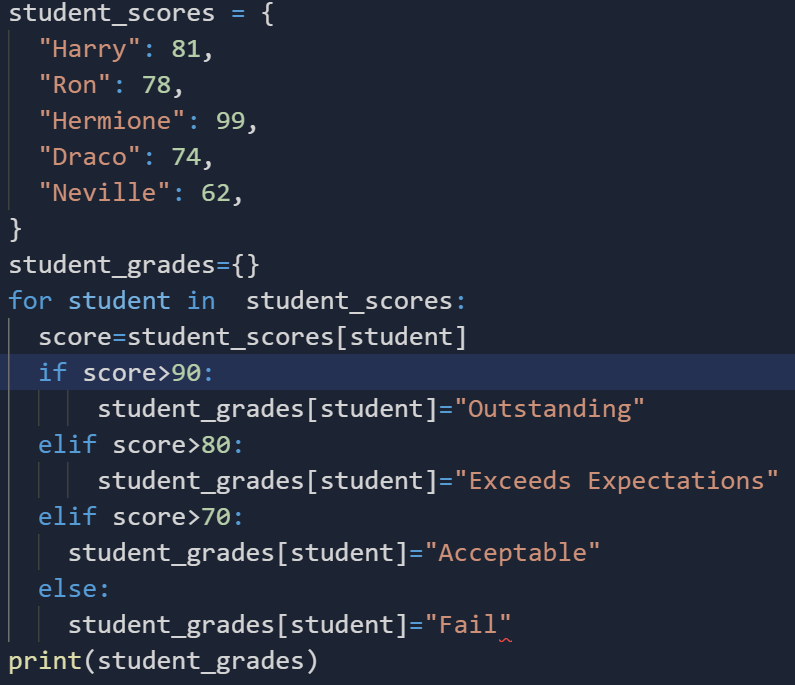 student_scores = {
  "Harry": 81,
  "Ron": 78,
  "Hermione": 99,
  "Draco": 74,
  "Neville": 62,
}
student_grades={}
for student in  student_scores:
  score=student_scores[student]
  if score>90:
      student_grades[student]="Outstanding"
  elif score>80:
      student_grades[student]="Exceeds Expectations"
  elif score>70:
    student_grades[student]="Acceptable"
  else:
    student_grades[student]="Fail"
print(student_grades)